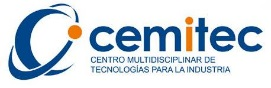 cemitec
CENTRO MULTIDISCIPLINAR DE
TECNOLOGÍAS PARA LA INDUSTRIA